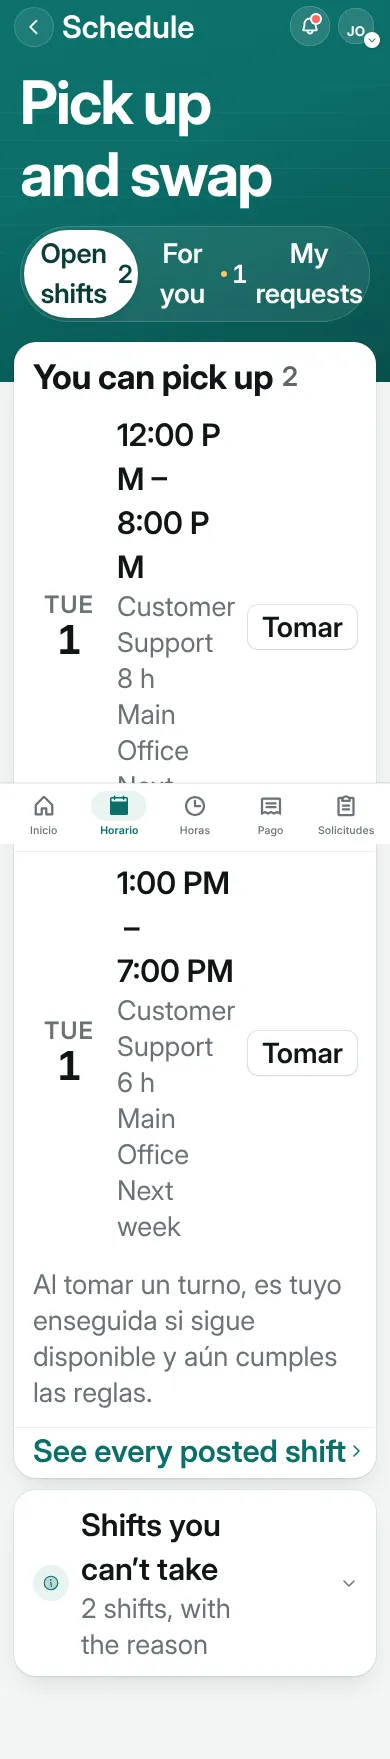 Schedule
JO
Pick up
and swap
Open shifts 2
For you • 1
My requests
You can pick up 2
TUE
1
12:00 P
M –
8:00 P
M
Customer
Support
8 h
Main
Office
Next
Tomar
Inicio
Horario
Horas
Pago
Solicitudes
TUE
1
1:00 PM
–
7:00 PM
Customer
Support
6 h
Main
Office
Next
week
Tomar
Al tomar un turno, es tuyo
enseguida si sigue
disponible y aún cumples
las reglas.
See every posted shift
Shifts you
can't take
2 shifts, with
the reason